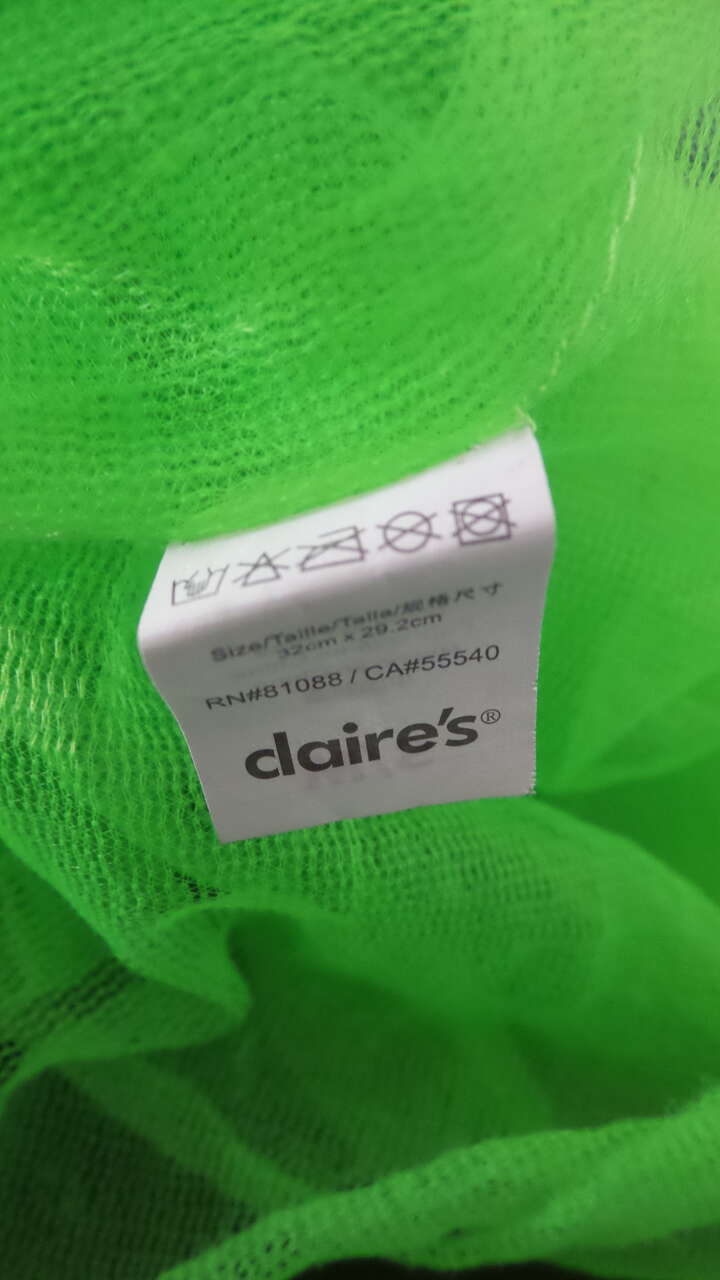 Size/Taille/Talla/规格尺寸
32cm x 29.2cm
RN#81088 / CA#55540
claire's®